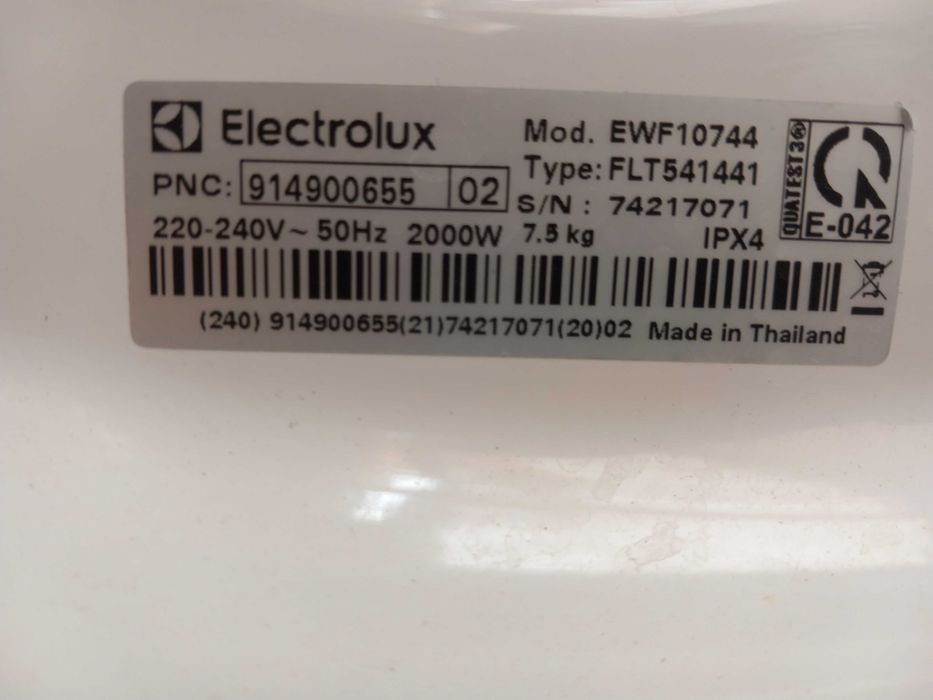 Electrolux
Mod. EWF10744
Type: FLT541441
PNC: 914900655 02
S/N : 74217071
220-240V ~ 50Hz 2000W 7.5 kg IPX4
QUATEST3®
E-042
(240) 914900655(21)74217071(20)02 Made in Thailand